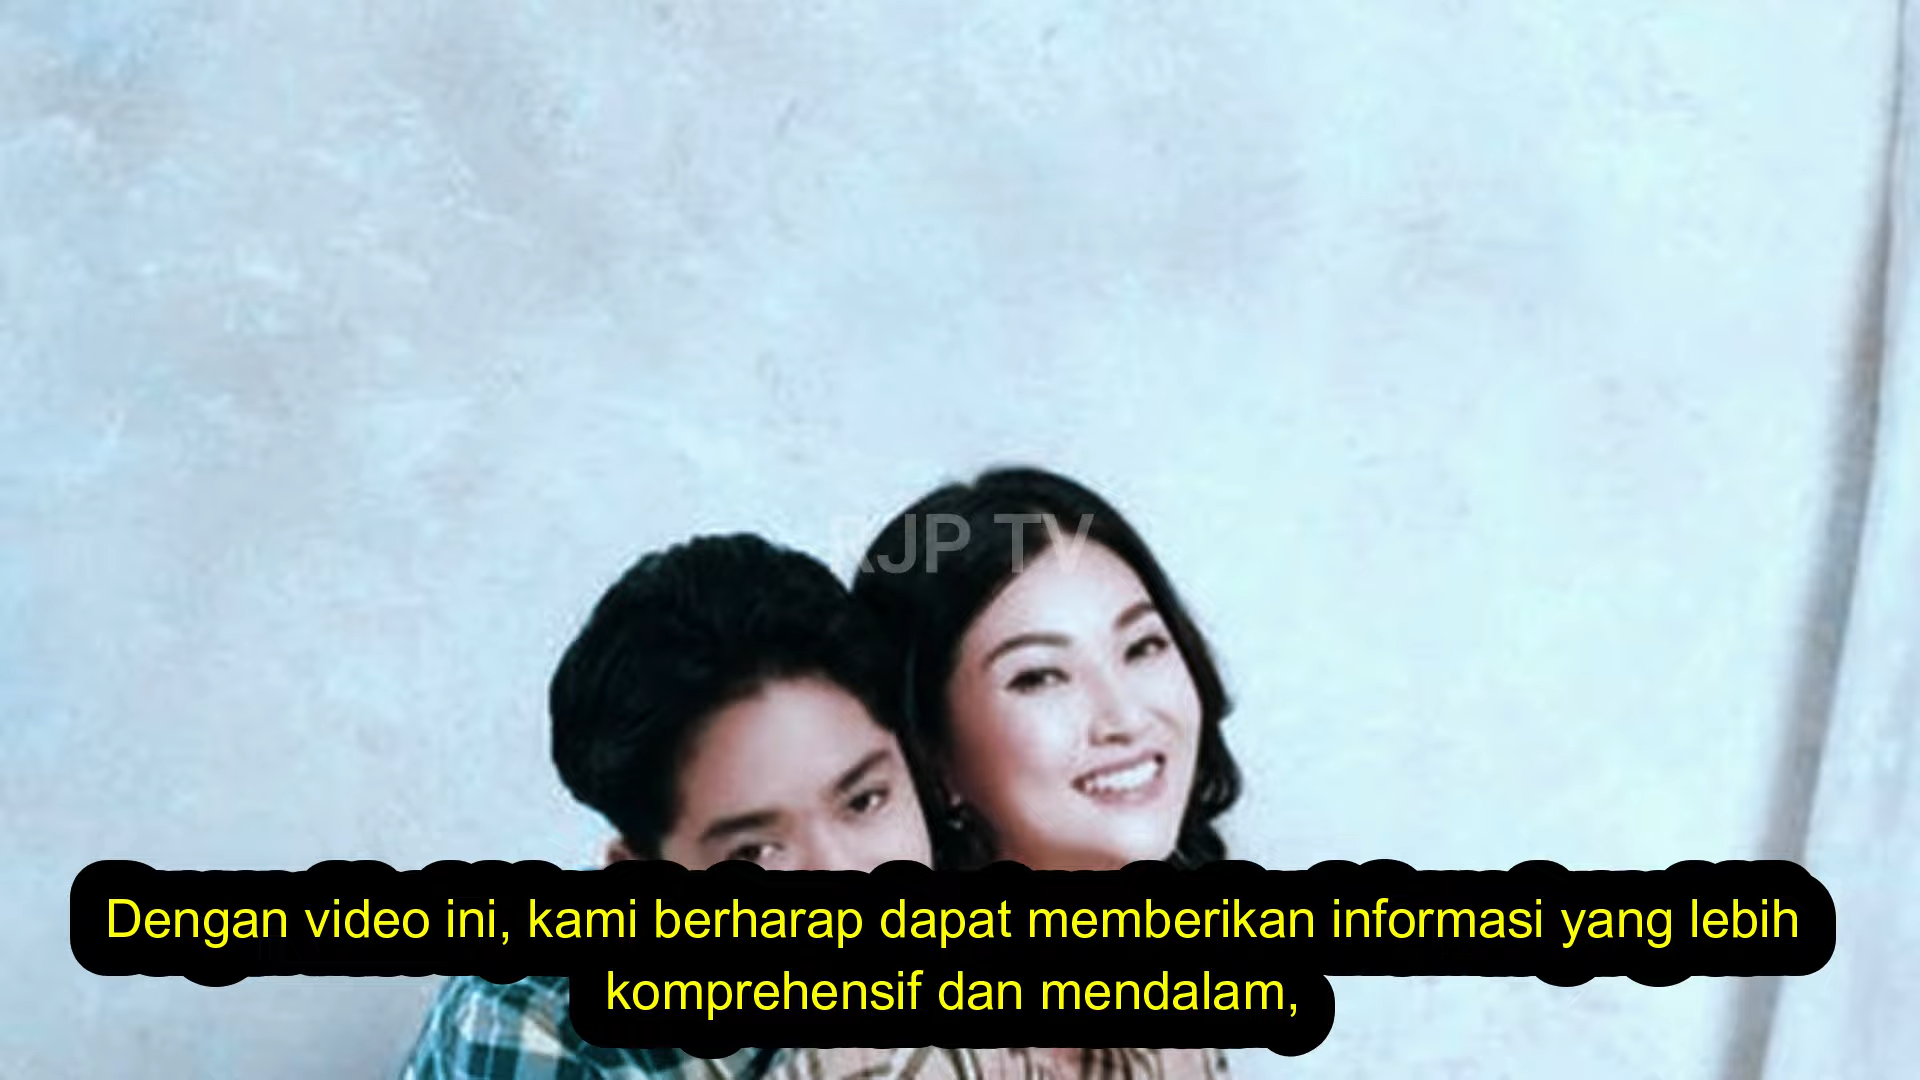 RJP TV
Dengan video ini, kami berharap dapat memberikan informasi yang lebih
komprehensif dan mendalam,